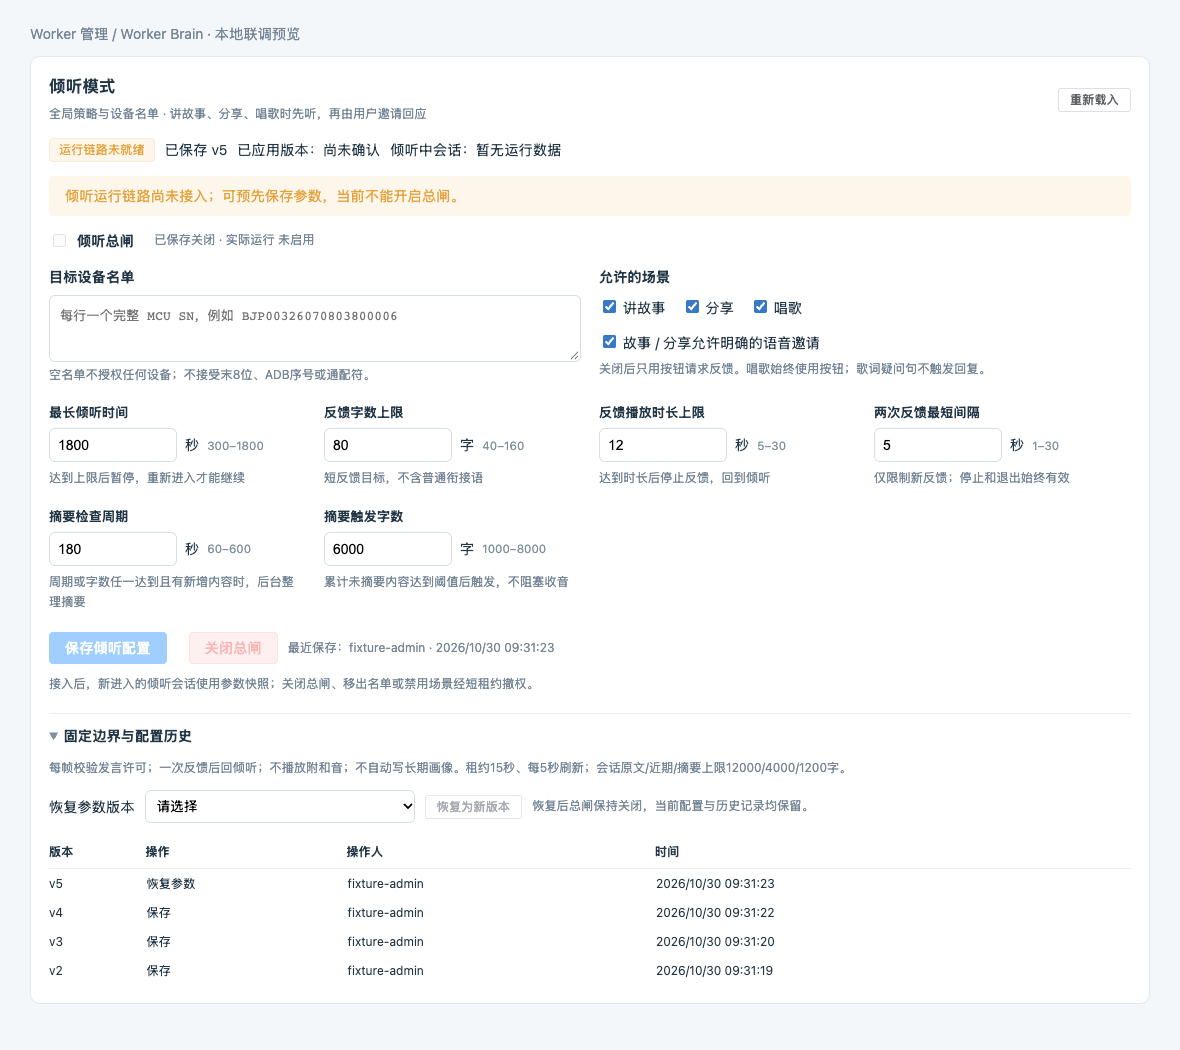 Worker 管理 / Worker Brain · 本地联调预览
倾听模式
全局策略与设备名单 · 讲故事、分享、唱歌时先听，再由用户邀请回应
重新载入
运行链路未就绪 已保存 v5 已应用版本：尚未确认 倾听中会话：暂无运行数据
倾听运行链路尚未接入；可预先保存参数，当前不能开启总闸。
倾听总闸 已保存关闭 · 实际运行 未启用
目标设备名单
每行一个完整 MCU SN，例如 BJP00326070803800006
空名单不授权任何设备；不接受末8位、ADB序号或通配符。
允许的场景
讲故事 分享 唱歌
故事 / 分享允许明确的语音邀请
关闭后只用按钮请求反馈。唱歌始终使用按钮；歌词疑问句不触发回复。
最长倾听时间
1800 秒 300–1800
达到上限后暂停，重新进入才能继续
反馈字数上限
80 字 40–160
短反馈目标，不含普通衔接语
反馈播放时长上限
12 秒 5–30
达到时长后停止反馈，回到倾听
两次反馈最短间隔
5 秒 1–30
仅限制新反馈；停止和退出始终有效
摘要检查周期
180 秒 60–600
周期或字数任一达到且有新增内容时，后台整
理摘要
摘要触发字数
6000 字 1000–8000
累计未摘要内容达到阈值后触发，不阻塞收音
保存倾听配置 关闭总闸 最近保存：fixture-admin · 2026/10/30 09:31:23
接入后，新进入的倾听会话使用参数快照；关闭总闸、移出名单或禁用场景经短租约撤权。
固定边界与配置历史
每帧校验发言许可；一次反馈后回倾听；不播放附和音；不自动写长期画像。租约15秒、每5秒刷新；会话原文/近期/摘要上限12000/4000/1200字。
恢复参数版本 请选择 恢复为新版本 恢复后总闸保持关闭，当前配置与历史记录均保留。
版本 操作 操作人 时间
v5 恢复参数 fixture-admin 2026/10/30 09:31:23
v4 保存 fixture-admin 2026/10/30 09:31:22
v3 保存 fixture-admin 2026/10/30 09:31:20
v2 保存 fixture-admin 2026/10/30 09:31:19